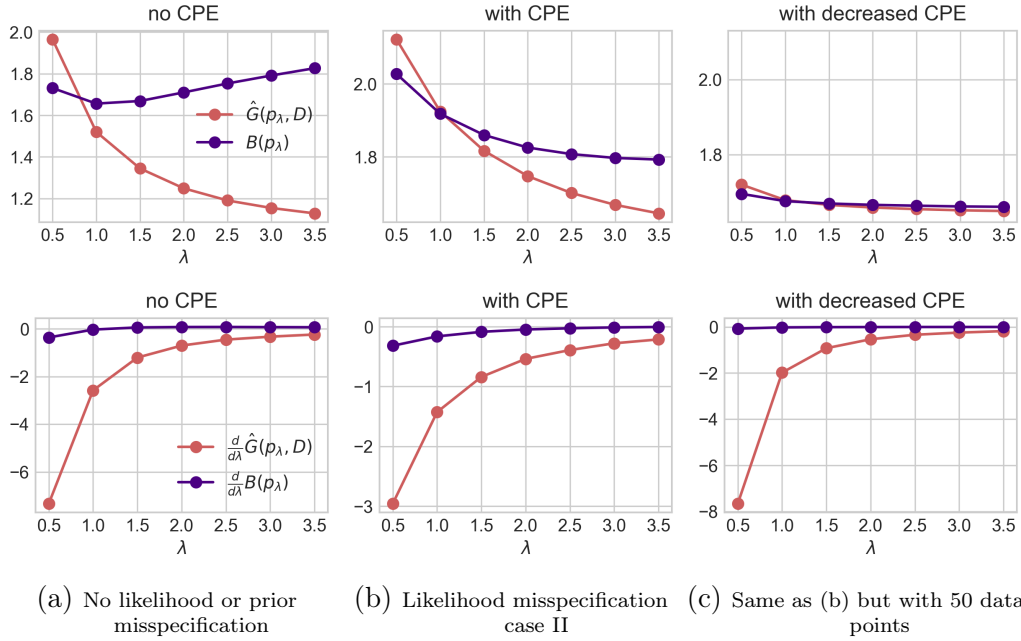 no CPE
with CPE
with decreased CPE
2.0
1.8
1.6
1.4
1.2
0.5 1.0 1.5 2.0 2.5 3.0 3.5
λ
Ĝ(p_λ, D)
B(p_λ)
2.0
1.8
0.5 1.0 1.5 2.0 2.5 3.0 3.5
λ
2.0
1.8
0.5 1.0 1.5 2.0 2.5 3.0 3.5
λ
no CPE
with CPE
with decreased CPE
0
−2
−4
−6
0.5 1.0 1.5 2.0 2.5 3.0 3.5
λ
d/dλ Ĝ(p_λ, D)
d/dλ B(p_λ)
0
−1
−2
−3
0.5 1.0 1.5 2.0 2.5 3.0 3.5
λ
0
−2
−4
−6
−8
0.5 1.0 1.5 2.0 2.5 3.0 3.5
λ
(a) No likelihood or prior
misspecification
(b) Likelihood misspecification
case II
(c) Same as (b) but with 50 data
points